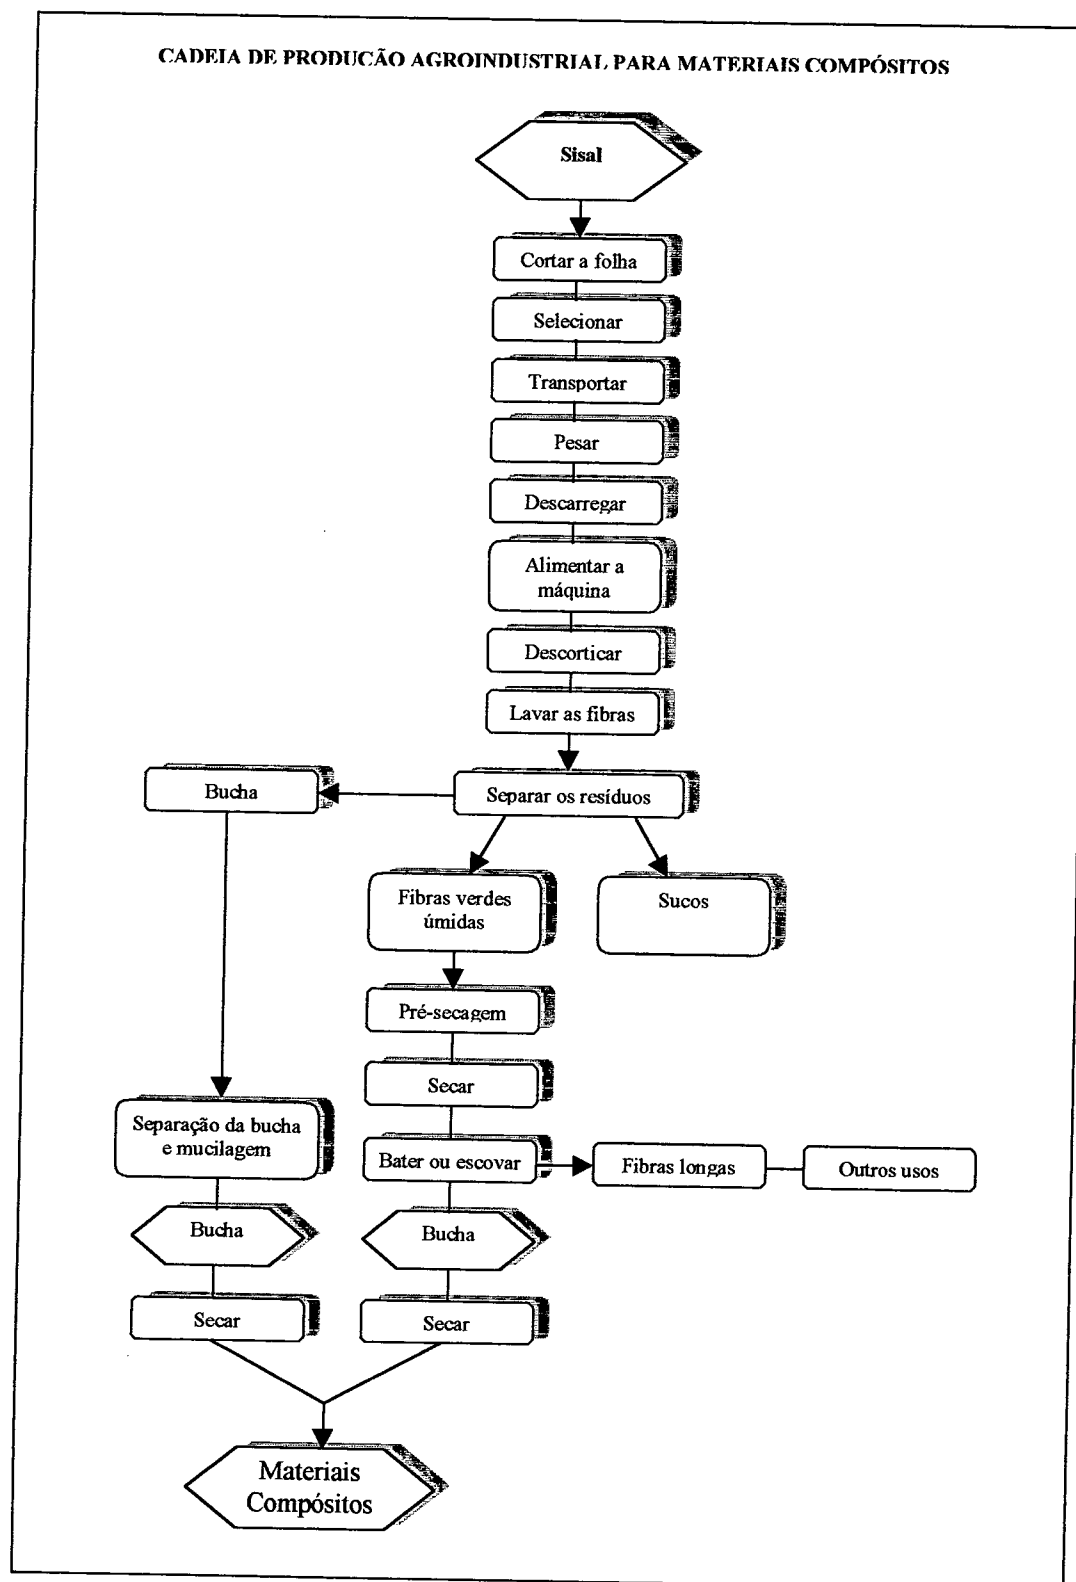 CADEIA DE PRODUCÃO AGROINDUSTRIAL PARA MATERIAIS COMPÓSITOS
Sisal
Cortar a folha
Selecionar
Transportar
Pesar
Descarregar
Alimentar a
máquina
Descorticar
Lavar as fibras
Bucha
Separar os resíduos
Fibras verdes
úmidas
Sucos
Pré-secagem
Secar
Separação da bucha
e mucilagem
Bater ou escovar
Fibras longas
Outros usos
Bucha
Bucha
Secar
Secar
Materiais
Compósitos